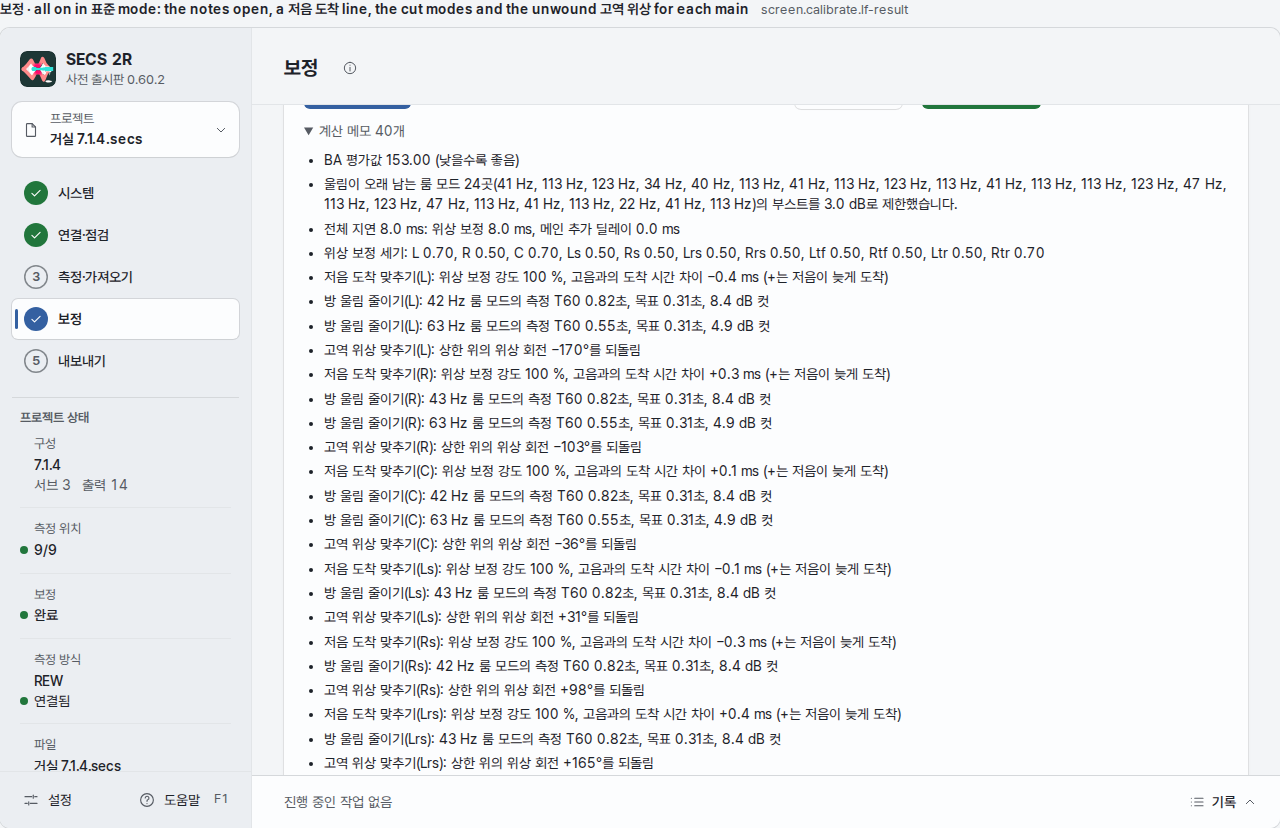 보정 · all on in 표준 mode: the notes open, a 저음 도착 line, the cut modes and the unwound 고역 위상 for each main screen.calibrate.lf-result
SECS 2R
사전 출시판 0.60.2
프로젝트
거실 7.1.4.secs
시스템
연결·점검
3 측정·가져오기
보정
5 내보내기
프로젝트 상태
구성
7.1.4
서브 3 출력 14
측정 위치
9/9
보정
완료
측정 방식
REW
연결됨
파일
거실 7.1.4.secs
설정
도움말 F1
보정
▼ 계산 메모 40개
• BA 평가값 153.00 (낮을수록 좋음)
• 울림이 오래 남는 룸 모드 24곳(41 Hz, 113 Hz, 123 Hz, 34 Hz, 40 Hz, 113 Hz, 41 Hz, 113 Hz, 123 Hz, 113 Hz, 41 Hz, 113 Hz, 113 Hz, 123 Hz, 47 Hz,
113 Hz, 123 Hz, 47 Hz, 113 Hz, 41 Hz, 113 Hz, 22 Hz, 41 Hz, 113 Hz)의 부스트를 3.0 dB로 제한했습니다.
• 전체 지연 8.0 ms: 위상 보정 8.0 ms, 메인 추가 딜레이 0.0 ms
• 위상 보정 세기: L 0.70, R 0.50, C 0.70, Ls 0.50, Rs 0.50, Lrs 0.50, Rrs 0.50, Ltf 0.50, Rtf 0.50, Ltr 0.50, Rtr 0.70
• 저음 도착 맞추기(L): 위상 보정 강도 100 %, 고음과의 도착 시간 차이 −0.4 ms (+는 저음이 늦게 도착)
• 방 울림 줄이기(L): 42 Hz 룸 모드의 측정 T60 0.82초, 목표 0.31초, 8.4 dB 컷
• 방 울림 줄이기(L): 63 Hz 룸 모드의 측정 T60 0.55초, 목표 0.31초, 4.9 dB 컷
• 고역 위상 맞추기(L): 상한 위의 위상 회전 −170°를 되돌림
• 저음 도착 맞추기(R): 위상 보정 강도 100 %, 고음과의 도착 시간 차이 +0.3 ms (+는 저음이 늦게 도착)
• 방 울림 줄이기(R): 43 Hz 룸 모드의 측정 T60 0.82초, 목표 0.31초, 8.4 dB 컷
• 방 울림 줄이기(R): 63 Hz 룸 모드의 측정 T60 0.55초, 목표 0.31초, 4.9 dB 컷
• 고역 위상 맞추기(R): 상한 위의 위상 회전 −103°를 되돌림
• 저음 도착 맞추기(C): 위상 보정 강도 100 %, 고음과의 도착 시간 차이 +0.1 ms (+는 저음이 늦게 도착)
• 방 울림 줄이기(C): 42 Hz 룸 모드의 측정 T60 0.82초, 목표 0.31초, 8.4 dB 컷
• 방 울림 줄이기(C): 63 Hz 룸 모드의 측정 T60 0.55초, 목표 0.31초, 4.9 dB 컷
• 고역 위상 맞추기(C): 상한 위의 위상 회전 −36°를 되돌림
• 저음 도착 맞추기(Ls): 위상 보정 강도 100 %, 고음과의 도착 시간 차이 −0.1 ms (+는 저음이 늦게 도착)
• 방 울림 줄이기(Ls): 43 Hz 룸 모드의 측정 T60 0.82초, 목표 0.31초, 8.4 dB 컷
• 고역 위상 맞추기(Ls): 상한 위의 위상 회전 +31°를 되돌림
• 저음 도착 맞추기(Rs): 위상 보정 강도 100 %, 고음과의 도착 시간 차이 −0.3 ms (+는 저음이 늦게 도착)
• 방 울림 줄이기(Rs): 42 Hz 룸 모드의 측정 T60 0.82초, 목표 0.31초, 8.4 dB 컷
• 고역 위상 맞추기(Rs): 상한 위의 위상 회전 +98°를 되돌림
• 저음 도착 맞추기(Lrs): 위상 보정 강도 100 %, 고음과의 도착 시간 차이 +0.4 ms (+는 저음이 늦게 도착)
• 방 울림 줄이기(Lrs): 43 Hz 룸 모드의 측정 T60 0.82초, 목표 0.31초, 8.4 dB 컷
• 고역 위상 맞추기(Lrs): 상한 위의 위상 회전 +165°를 되돌림
진행 중인 작업 없음
기록